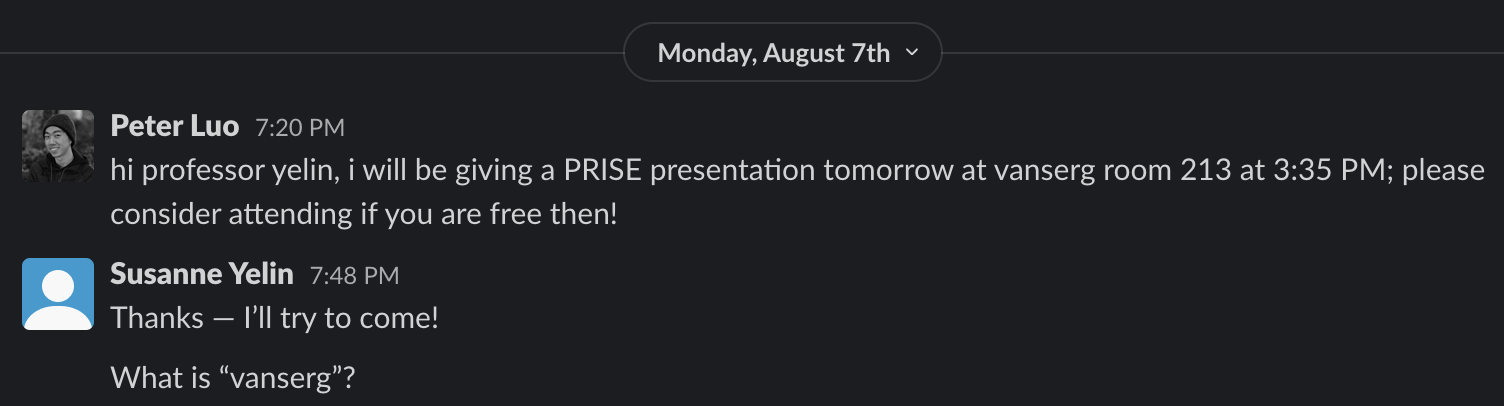 Monday, August 7th
Peter Luo 7:20 PM
hi professor yelin, i will be giving a PRISE presentation tomorrow at vanserg room 213 at 3:35 PM; please
consider attending if you are free then!
Susanne Yelin 7:48 PM
Thanks — I’ll try to come!
What is “vanserg”?